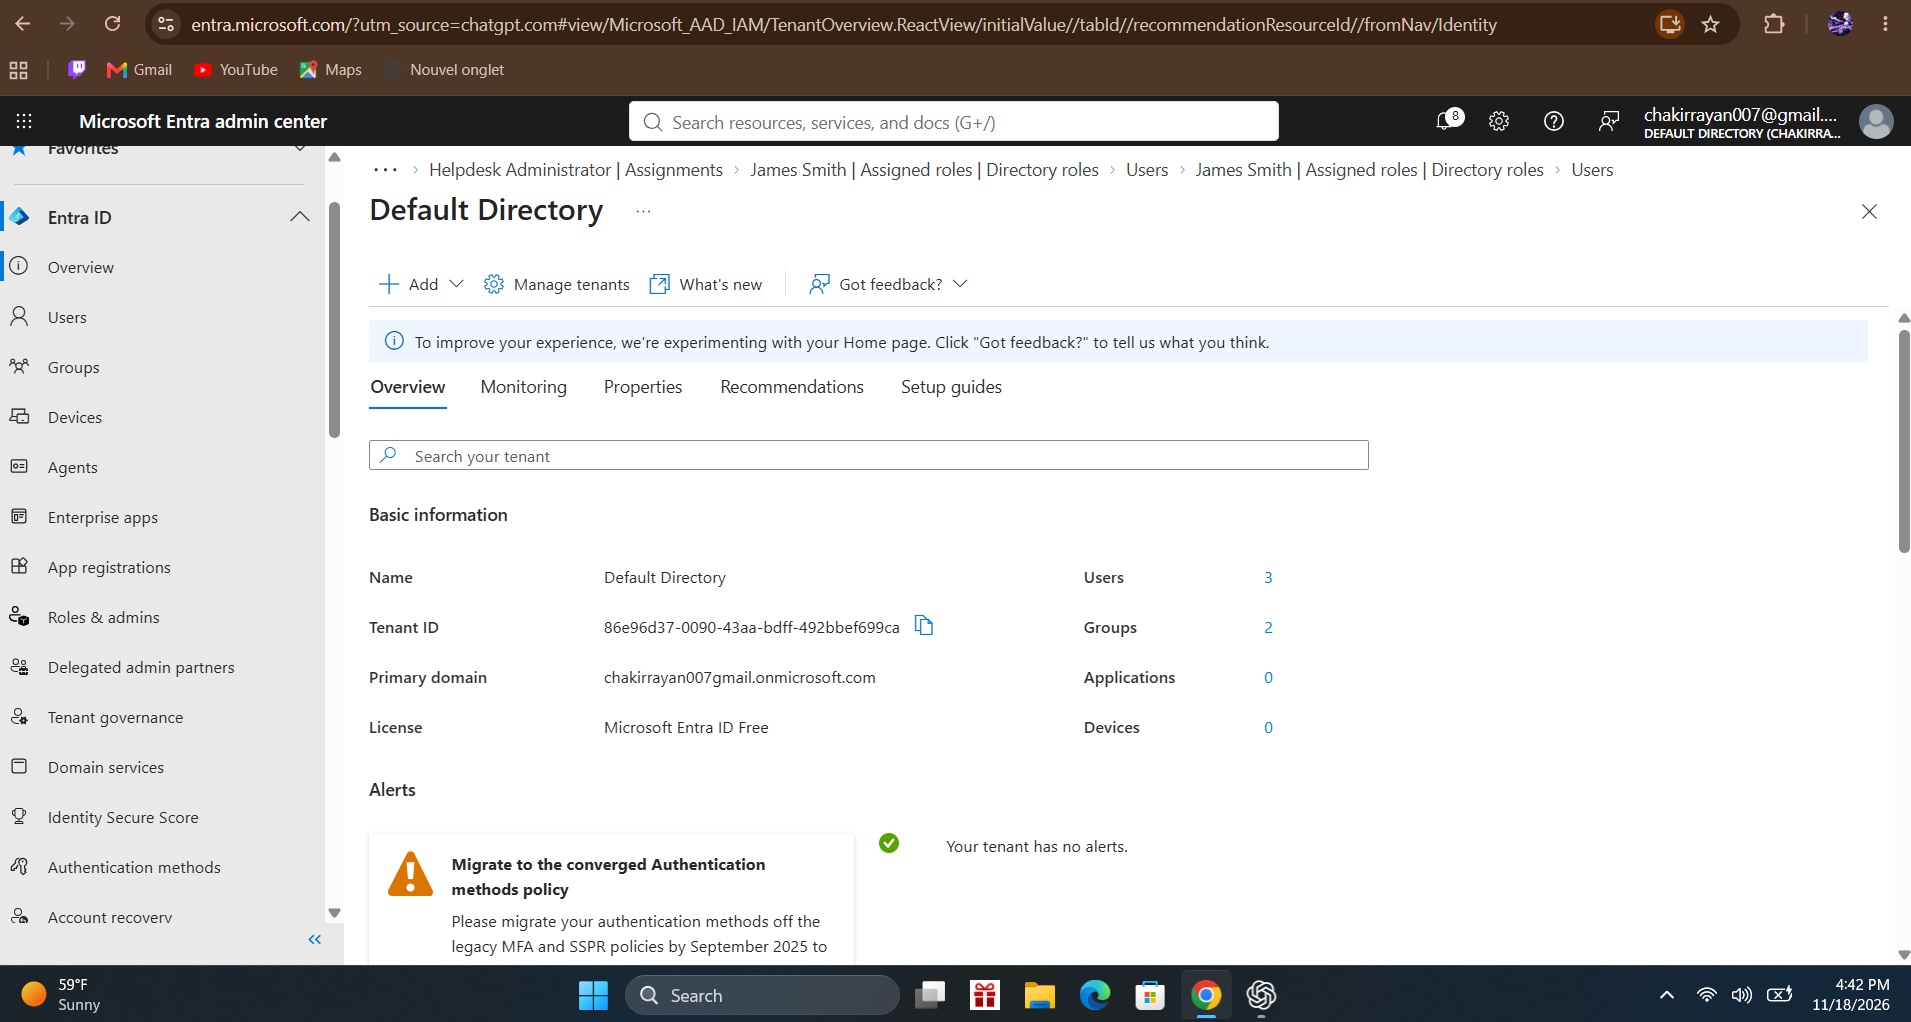 entra.microsoft.com/?utm_source=chatgpt.com#view/Microsoft_AAD_IAM/TenantOverview.ReactView/initialValue//tabId//recommendationResourceId//fromNav/Identity
Gmail
YouTube
Maps
Nouvel onglet
Microsoft Entra admin center
Search resources, services, and docs (G+/)
8
chakirrayan007@gmail....
DEFAULT DIRECTORY (CHAKIRRA...
Favorites
Entra ID
Overview
Users
Groups
Devices
Agents
Enterprise apps
App registrations
Roles & admins
Delegated admin partners
Tenant governance
Domain services
Identity Secure Score
Authentication methods
Account recovery
... > Helpdesk Administrator | Assignments > James Smith | Assigned roles | Directory roles > Users > James Smith | Assigned roles | Directory roles > Users
Default Directory ...
Add
Manage tenants
What's new
Got feedback?
To improve your experience, we're experimenting with your Home page. Click "Got feedback?" to tell us what you think.
Overview
Monitoring
Properties
Recommendations
Setup guides
Search your tenant
Basic information
Name Default Directory Users 3
Tenant ID 86e96d37-0090-43aa-bdff-492bbef699ca Groups 2
Primary domain chakirrayan007gmail.onmicrosoft.com Applications 0
License Microsoft Entra ID Free Devices 0
Alerts
Migrate to the converged Authentication
methods policy
Please migrate your authentication methods off the
legacy MFA and SSPR policies by September 2025 to
Your tenant has no alerts.
59°F
Sunny
Search
4:42 PM
11/18/2026